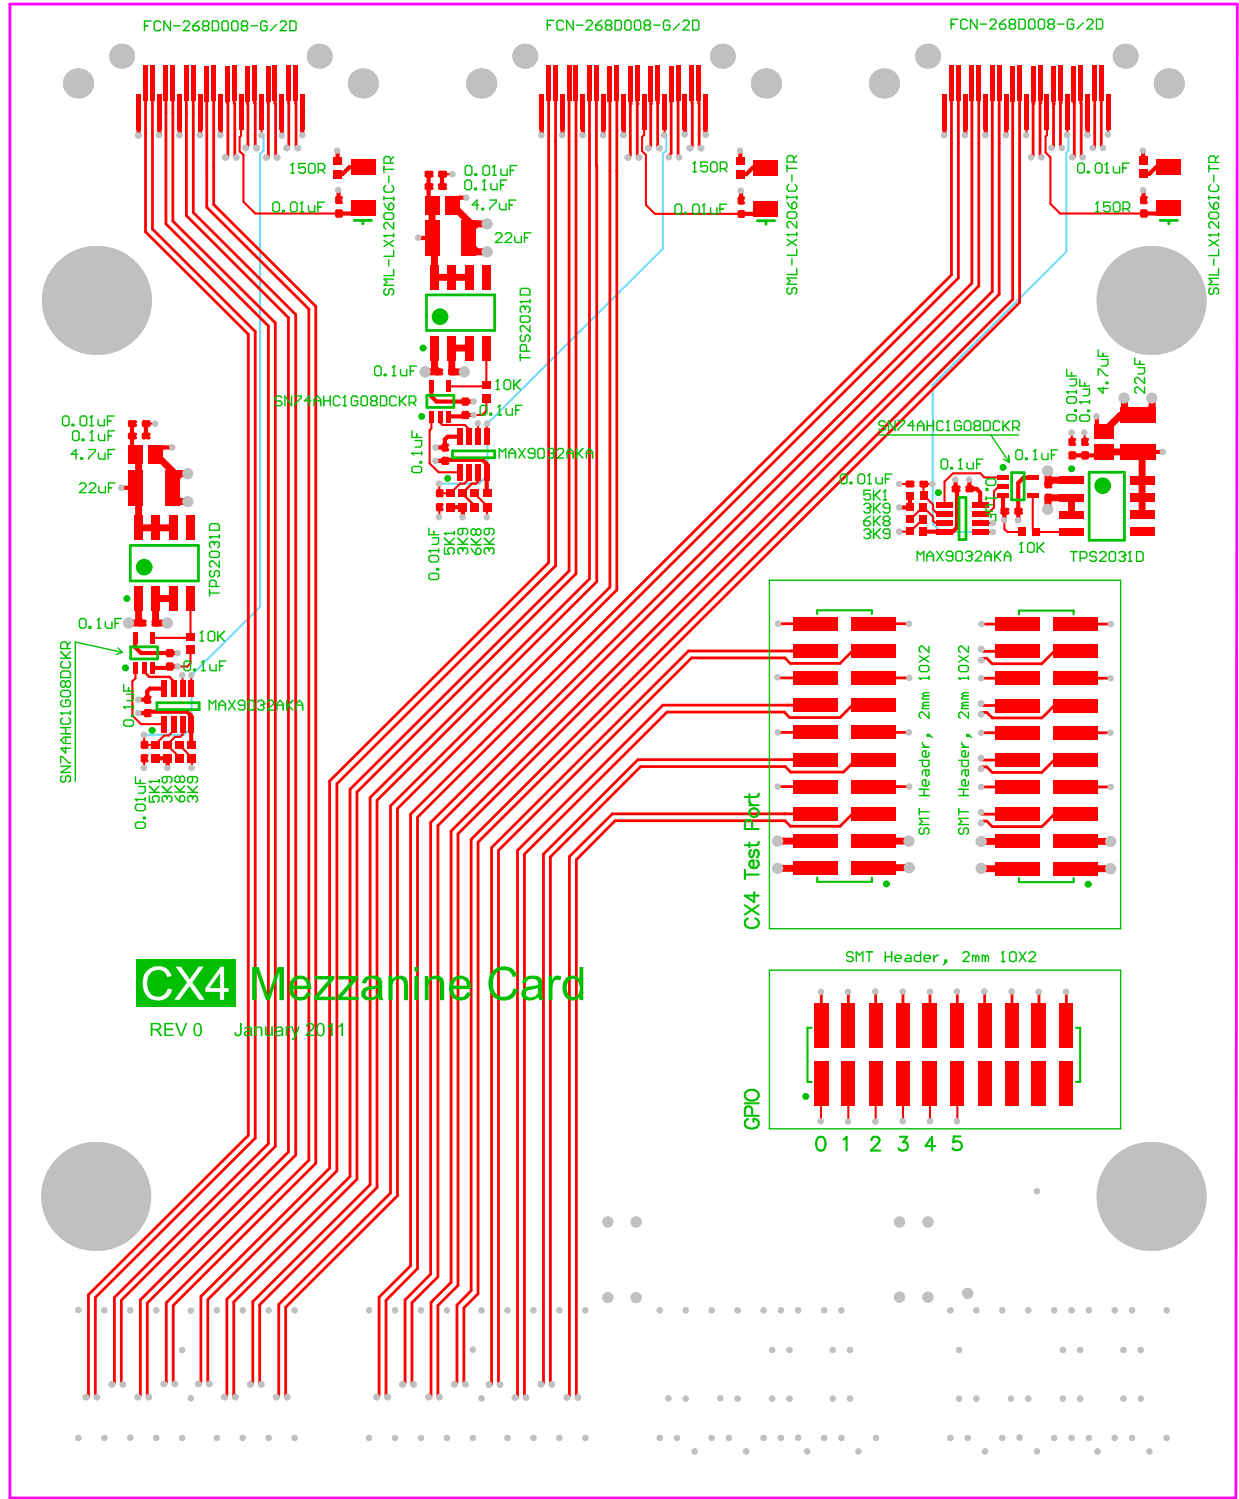 FCN-268D008-G/2D
FCN-268D008-G/2D
FCN-268D008-G/2D
150R
0.01uF
SML-LX1206IC-TR
0.01uF
0.1uF
4.7uF
22uF
TPS2031D
0.1uF
10K
SN74AHC1G08DCKR
0.1uF
0.1uF
MAX9032AKA
0.01uF
5K1
3K9
6K8
3K9
150R
0.01uF
SML-LX1206IC-TR
0.01uF
150R
SML-LX1206IC-TR
0.01uF
0.1uF
4.7uF
22uF
SN74AHC1G08DCKR
0.1uF
0.1uF
0.1uF
0.01uF
5K1
3K9
6K8
3K9
10K
MAX9032AKA
TPS2031D
0.01uF
0.1uF
4.7uF
22uF
TPS2031D
0.1uF
10K
SN74AHC1G08DCKR
0.1uF
0.1uF
MAX9032AKA
0.01uF
5K1
3K9
6K8
3K9
SMT Header, 2mm 10X2
SMT Header, 2mm 10X2
CX4 Test Port
CX4 Mezzanine Card
REV 0 January 2011
SMT Header, 2mm 10X2
GPIO
0 1 2 3 4 5